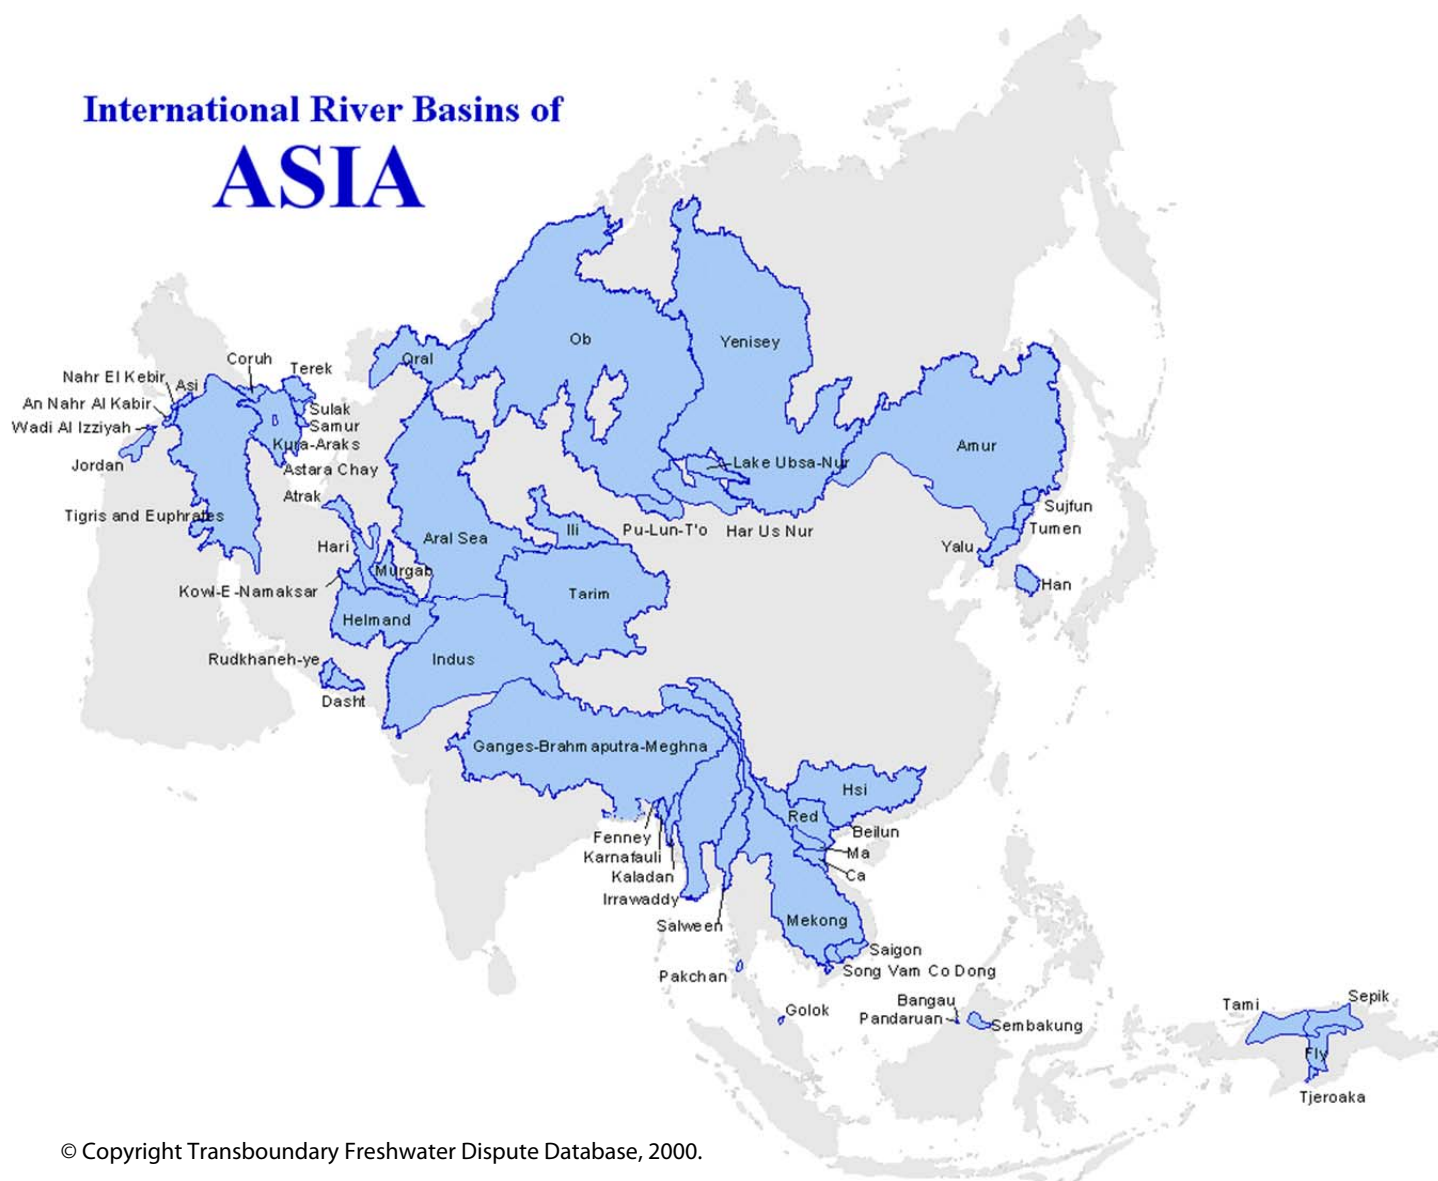 International River Basins of
ASIA
Ob
Yenisey
Oral
Coruh
Terek
Nahr El Kebir
Asi
An Nahr Al Kabir
Wadi Al Izziyah
Sulak
Samur
Kura-Araks
Jordan
Astara Chay
Atrak
Tigris and Euphrates
Amur
Lake Ubsa-Nur
Sujfun
Tumen
Pu-Lun-T'o
Har Us Nur
Ili
Aral Sea
Hari
Yalu
Murgab
Han
Kowl-E-Namaksar
Tarim
Helmand
Rudkhaneh-ye
Indus
Dasht
Ganges-Brahmaputra-Meghna
Hsi
Red
Beilun
Fenney
Ma
Karnafauli
Kaladan
Ca
Irrawaddy
Salween
Mekong
Saigon
Pakchan
Song Vam Co Dong
Golok
Bangau
Pandaruan
Sembakung
Tami
Sepik
Fly
Tjeroaka
© Copyright Transboundary Freshwater Dispute Database, 2000.